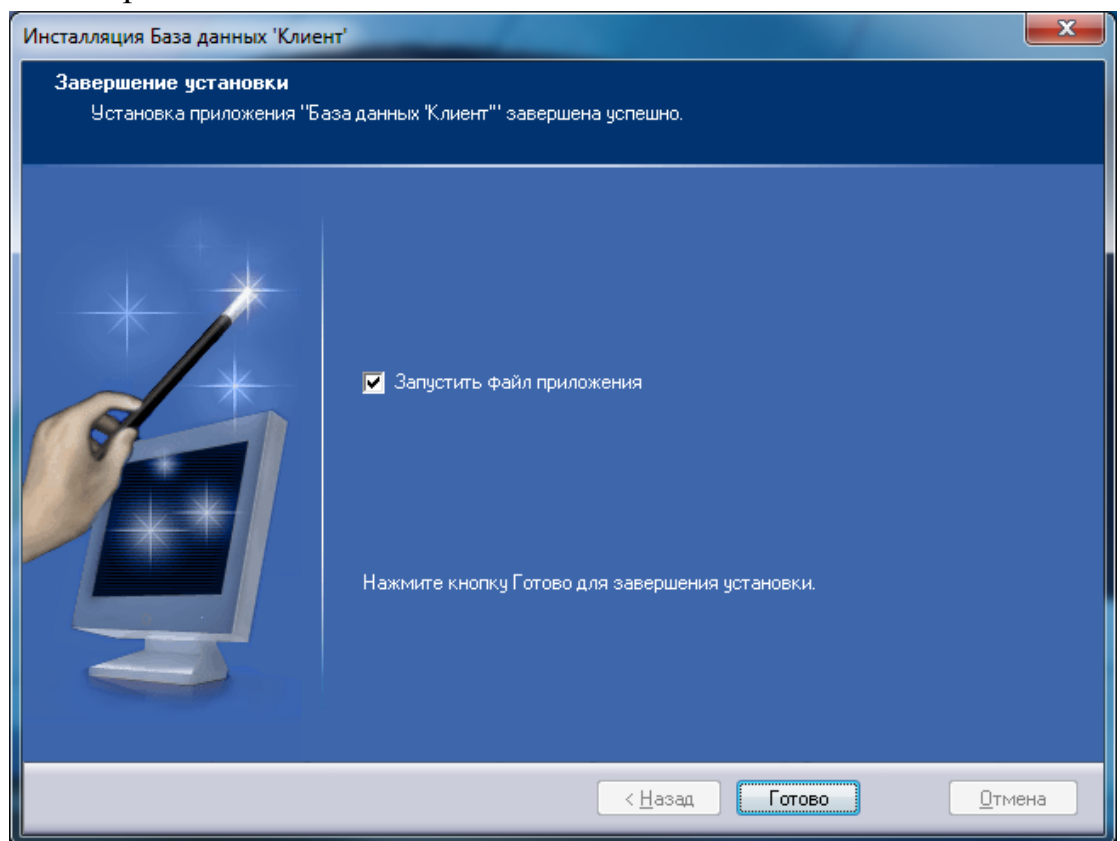 Инсталляция База данных 'Клиент'
Завершение установки
Установка приложения "База данных 'Клиент'" завершена успешно.
Запустить файл приложения
Нажмите кнопку Готово для завершения установки.
< Назад
Готово
Отмена